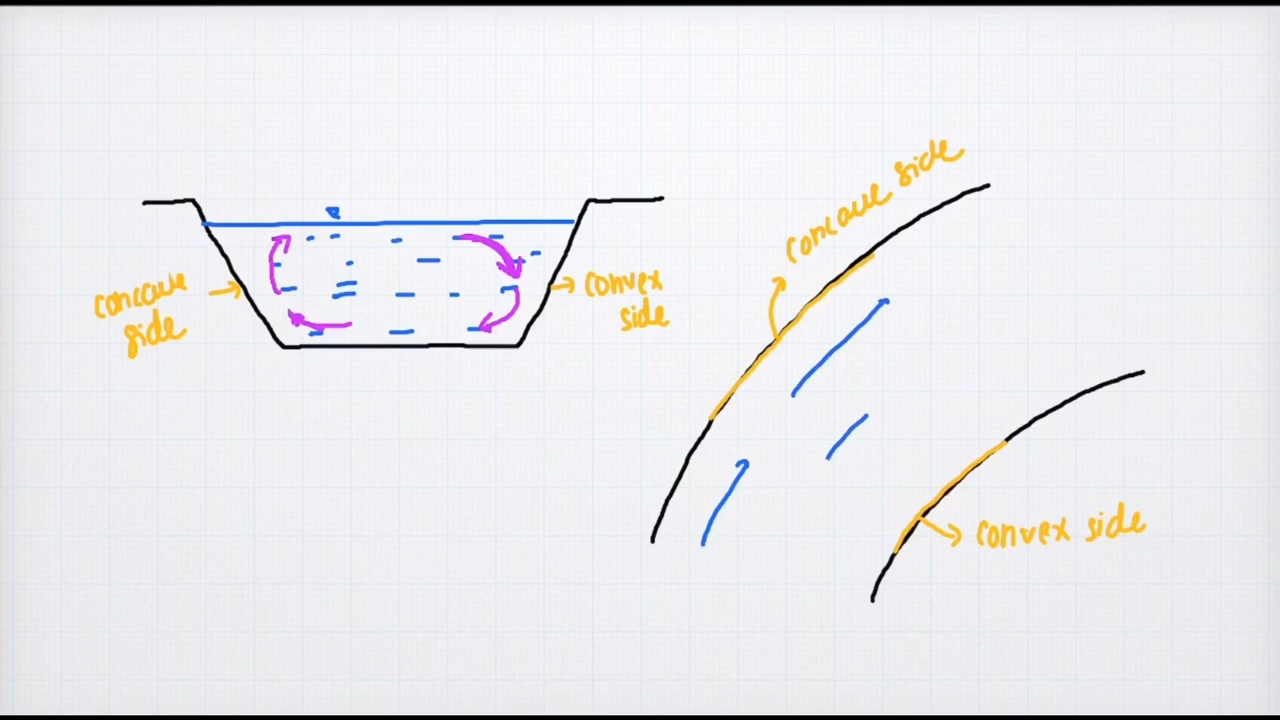 concave
side
convex
side
concave side
convex side